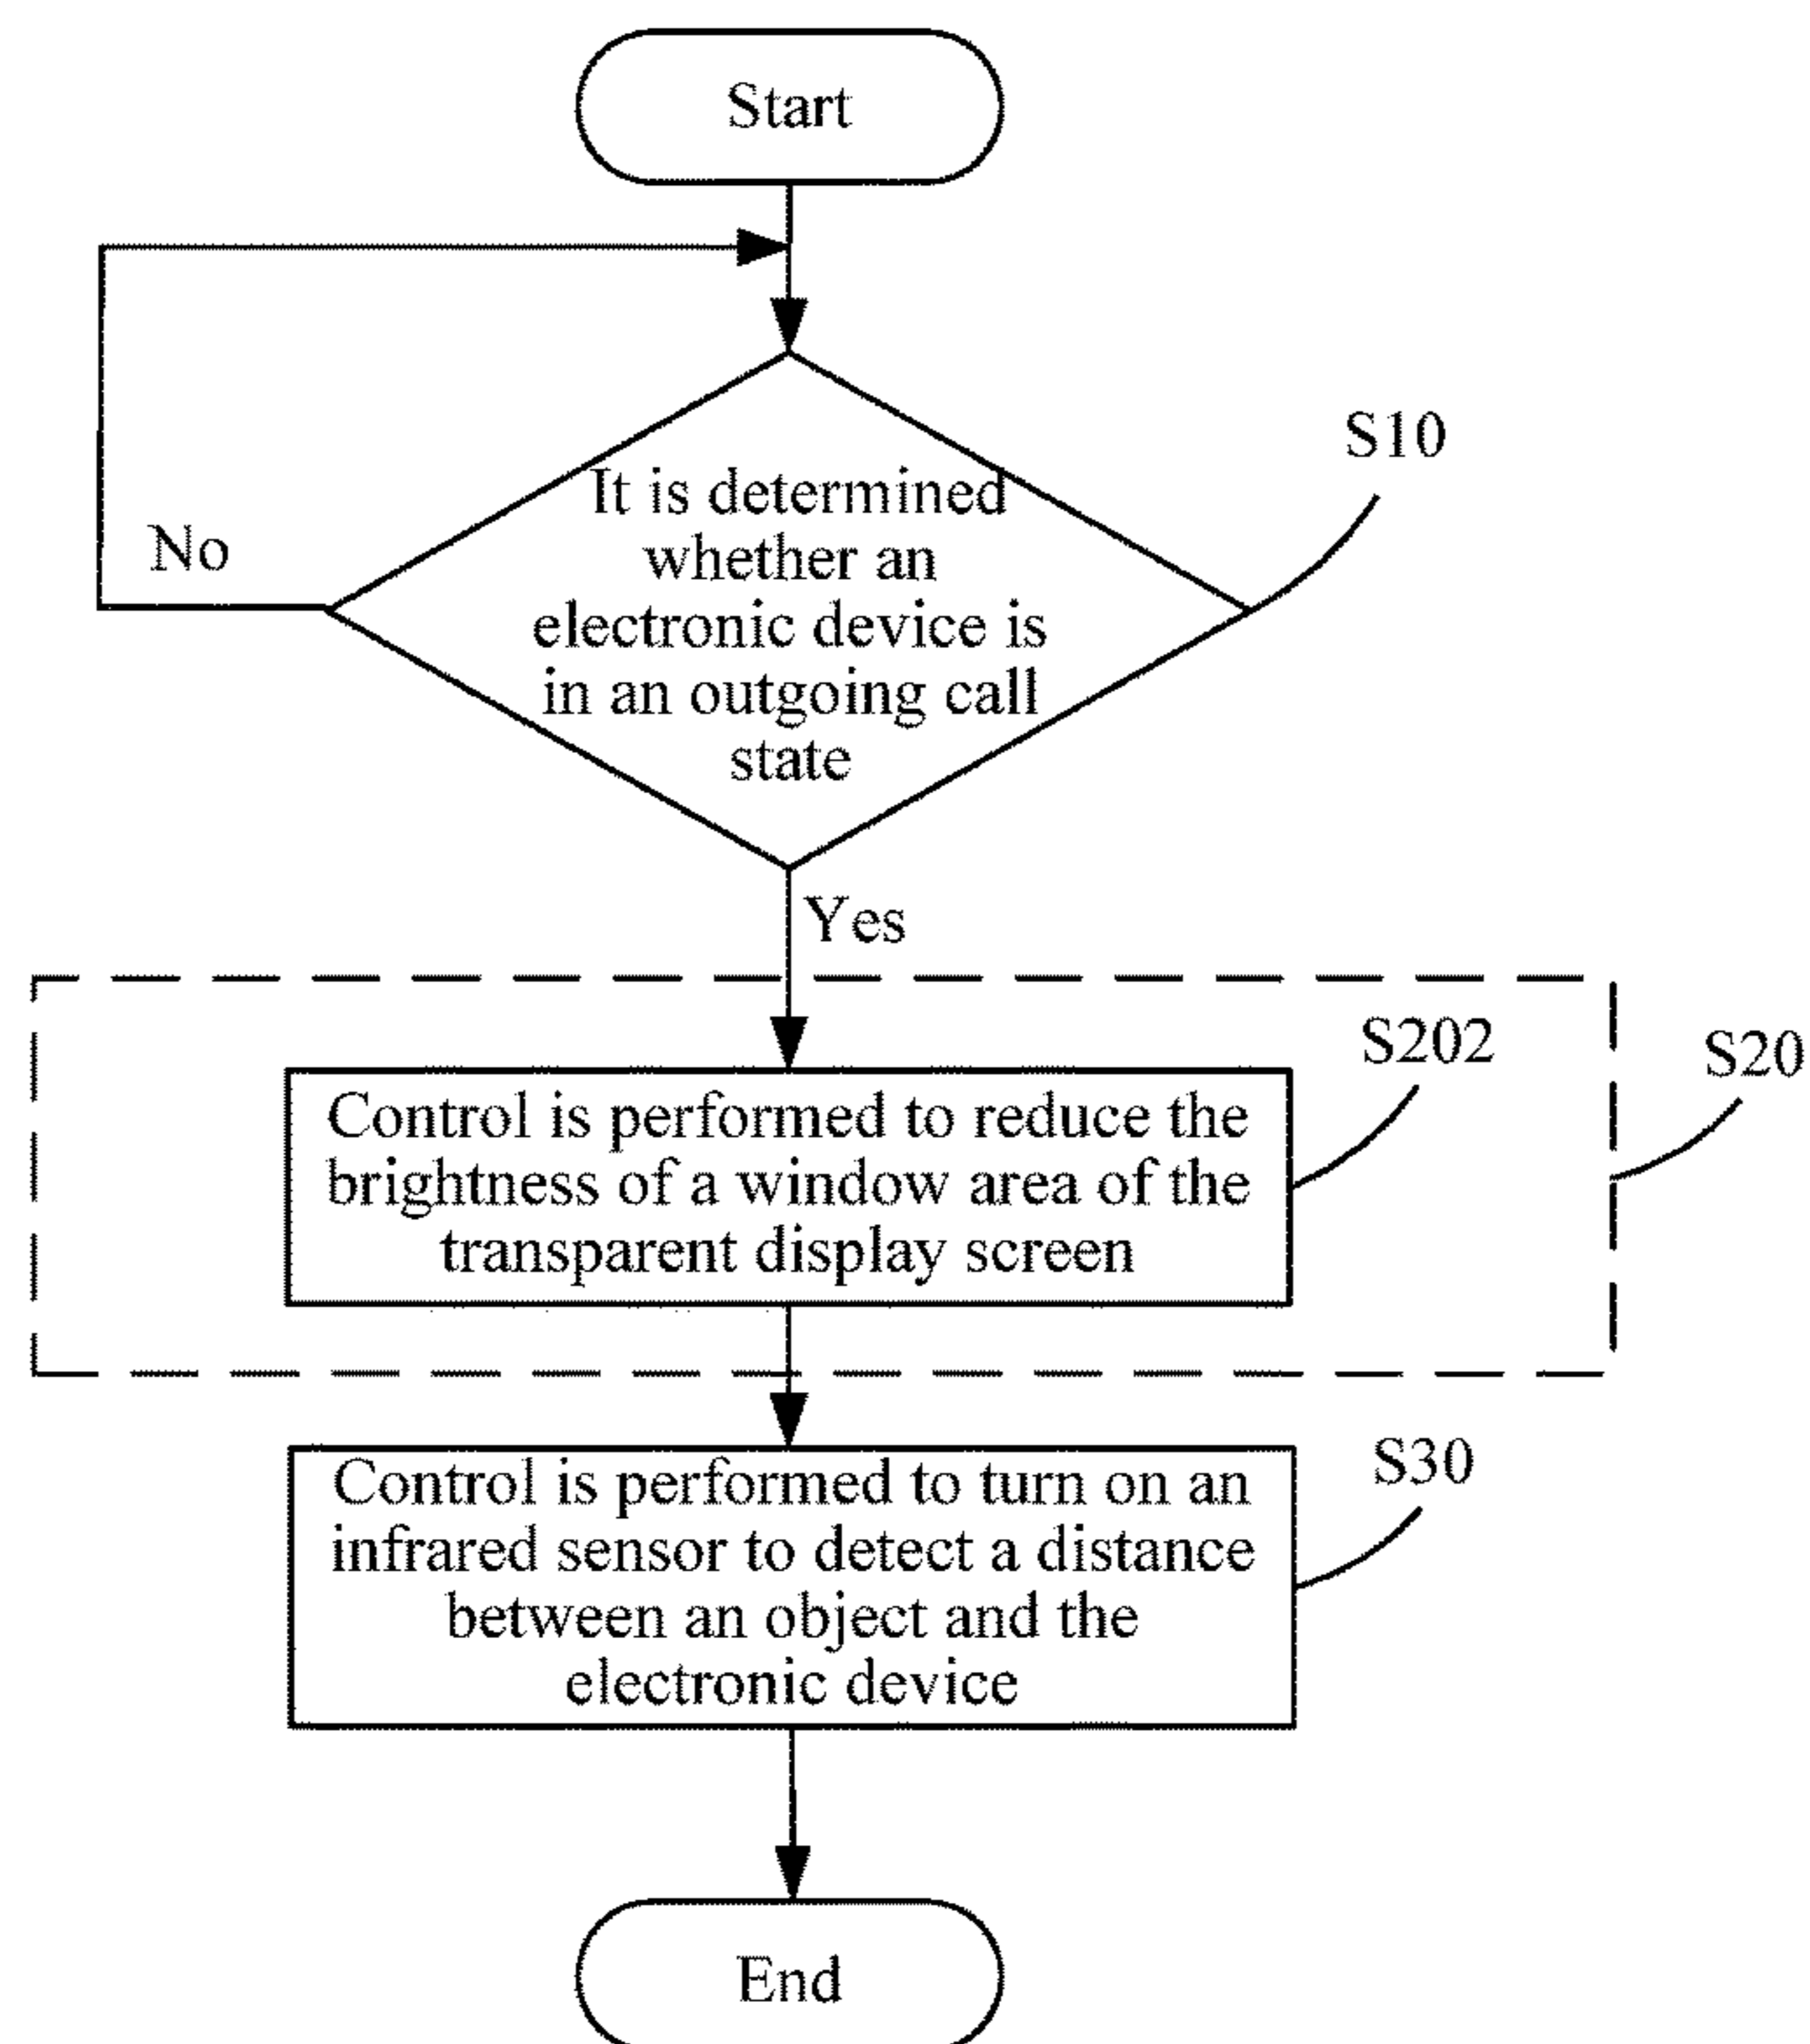 Start
S10
It is determined
whether an
electronic device is
in an outgoing call
state
No
Yes
S202
S20
Control is performed to reduce the
brightness of a window area of the
transparent display screen
S30
Control is performed to turn on an
infrared sensor to detect a distance
between an object and the
electronic device
End